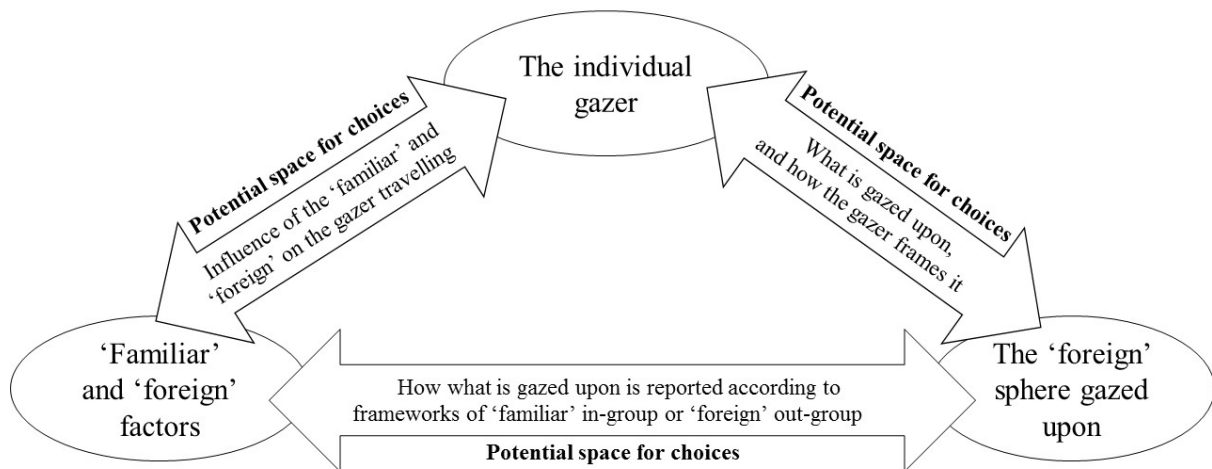 The individual
gazer
Potential space for choices
Influence of the ‘familiar’ and
‘foreign’ on the gazer travelling
Potential space for choices
What is gazed upon,
and how the gazer frames it
‘Familiar’
and ‘foreign’
factors
How what is gazed upon is reported according to
frameworks of ‘familiar’ in-group or ‘foreign’ out-group
Potential space for choices
The ‘foreign’
sphere gazed
upon